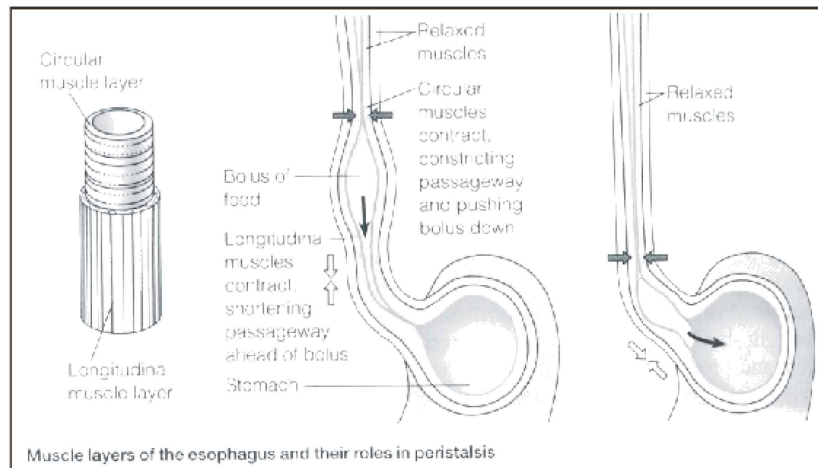 Circular
muscle layer
Longitudina
muscle layer
Relaxed
muscles
Circular
muscles
contract,
constricting
passageway
and pushing
bolus down
Bolus of
food
Longitudina
muscles
contract,
shortening
passageway
ahead of bolus
Stomach
Relaxed
muscles
Muscle layers of the esophagus and their roles in peristalsis